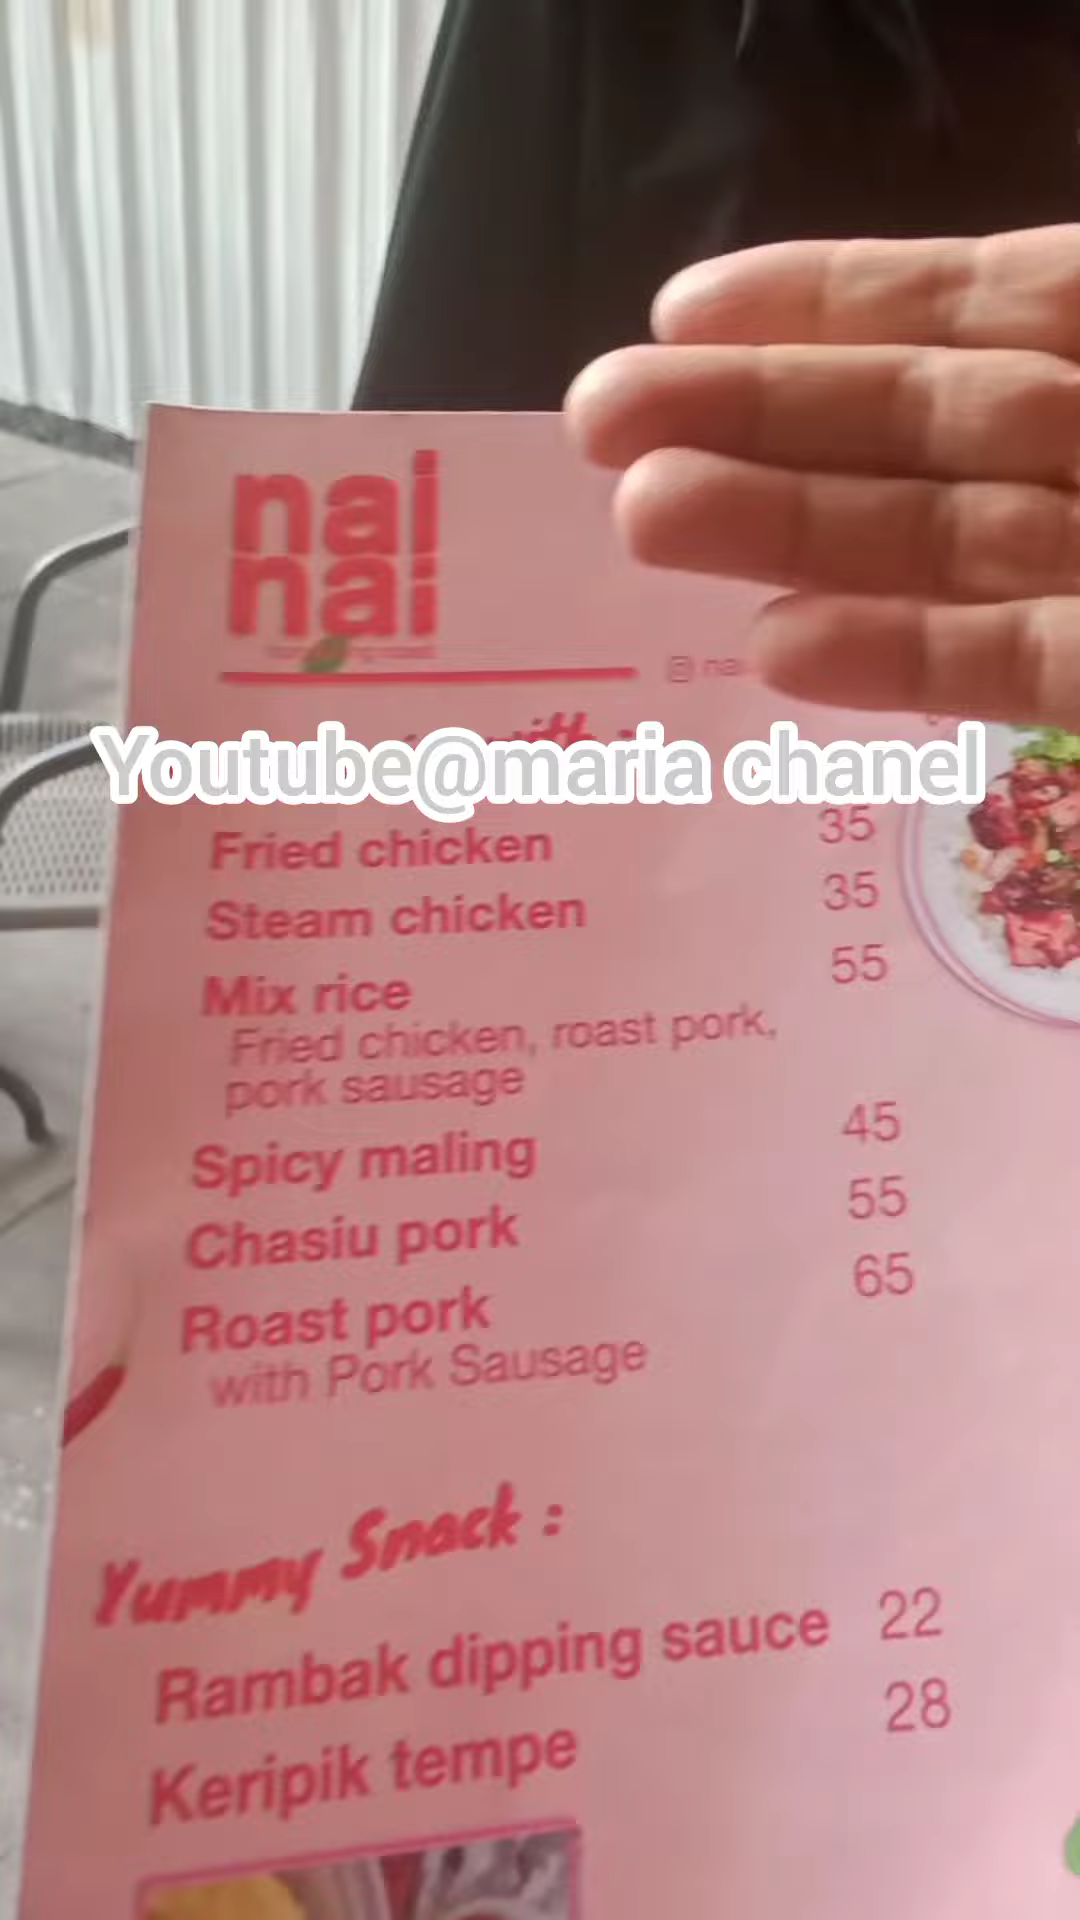 nai
nai
with :
Youtube@maria chanel
Fried chicken 35
Steam chicken 35
Mix rice 55
Fried chicken, roast pork,
pork sausage
Spicy maling 45
Chasiu pork 55
Roast pork 65
with Pork Sausage
Yummy Snack :
Rambak dipping sauce 22
Keripik tempe 28